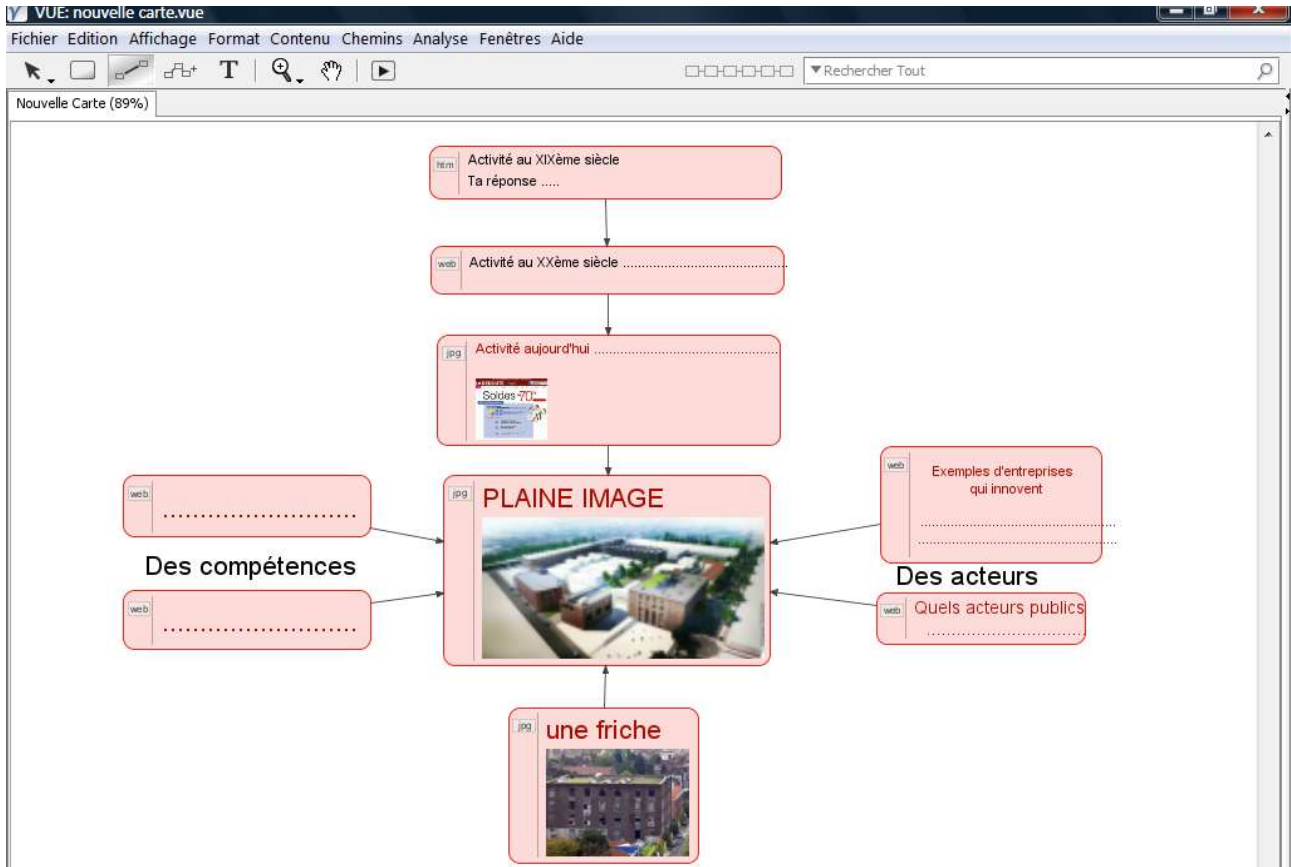 VUE: nouvelle carte.vue
Fichier Edition Affichage Format Contenu Chemins Analyse Fenêtres Aide
T
Rechercher Tout
Nouvelle Carte (89%)
htm
Activité au XIXème siècle
Ta réponse .....
web
Activité au XXème siècle ............................................
jpg
Activité aujourd'hui .................................................
Soldes -70%
web
..........................
Des compétences
web
..........................
jpg
PLAINE IMAGE
web
Exemples d'entreprises
qui innovent
....................................................
....................................................
Des acteurs
web
Quels acteurs publics
..........................................
jpg
une friche